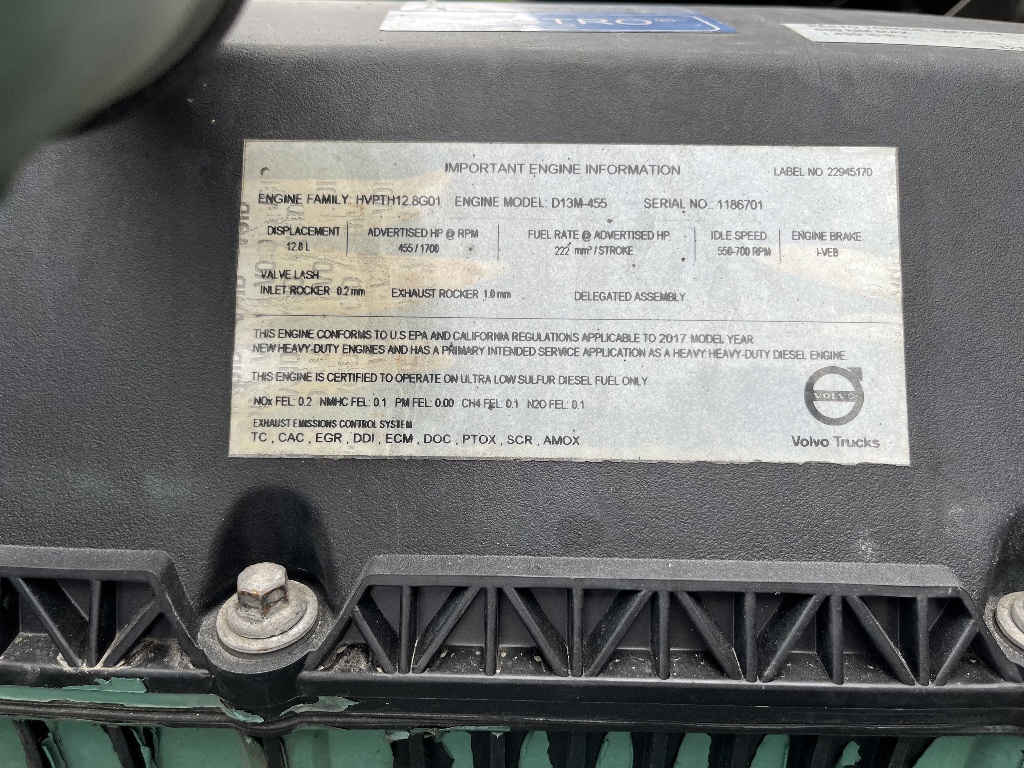 TRO
IMPORTANT ENGINE INFORMATION LABEL NO 22945170
ENGINE FAMILY: HVPTH12.8G01 ENGINE MODEL: D13M-455 SERIAL NO.: 1186701
DISPLACEMENT ADVERTISED HP @ RPM FUEL RATE @ ADVERTISED HP IDLE SPEED ENGINE BRAKE
12.8 L 455 / 1700 222 mm³ / STROKE 550-700 RPM I-VEB
VALVE LASH
INLET ROCKER 0.2 mm EXHAUST ROCKER 1.0 mm DELEGATED ASSEMBLY
THIS ENGINE CONFORMS TO U.S EPA AND CALIFORNIA REGULATIONS APPLICABLE TO 2017 MODEL YEAR
NEW HEAVY-DUTY ENGINES AND HAS A PRIMARY INTENDED SERVICE APPLICATION AS A HEAVY HEAVY-DUTY DIESEL ENGINE.
THIS ENGINE IS CERTIFIED TO OPERATE ON ULTRA LOW SULFUR DIESEL FUEL ONLY
NOx FEL: 0.2 NMHC FEL: 0.1 PM FEL: 0.00 CH4 FEL: 0.1 N2O FEL: 0.1
EXHAUST EMISSIONS CONTROL SYSTEM
TC , CAC , EGR , DDI , ECM , DOC , PTOX , SCR , AMOX
VOLVO
Volvo Trucks